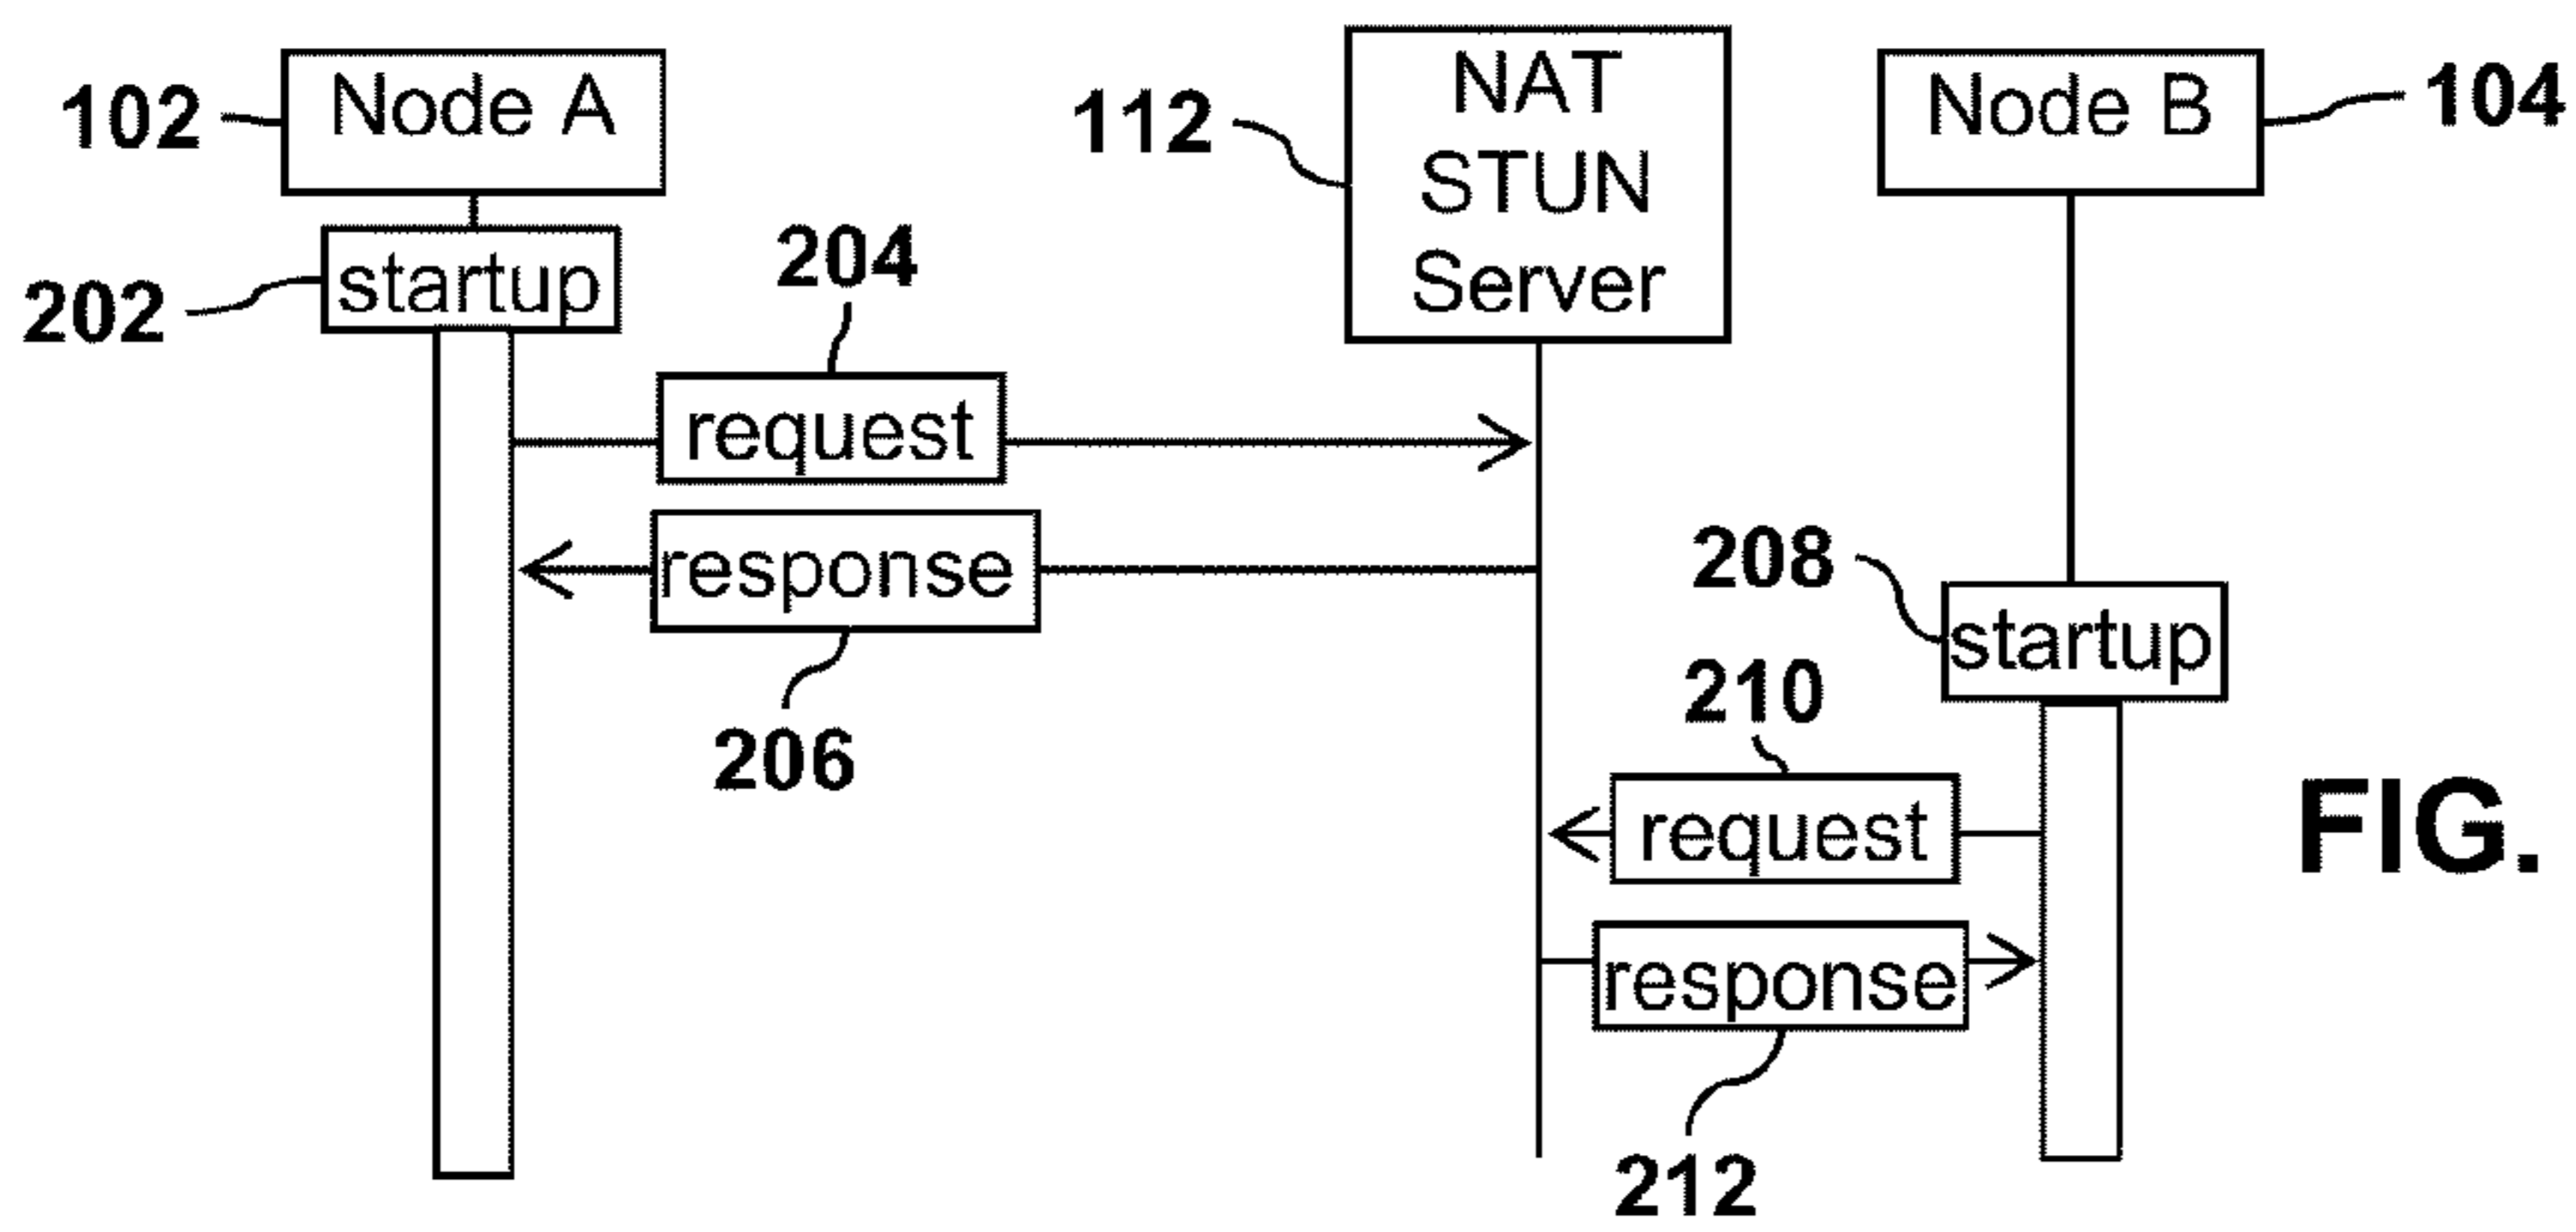 102
Node A
112
NAT
STUN
Server
Node B
104
202
startup
204
request
response
206
208
startup
210
request
response
212
FIG.